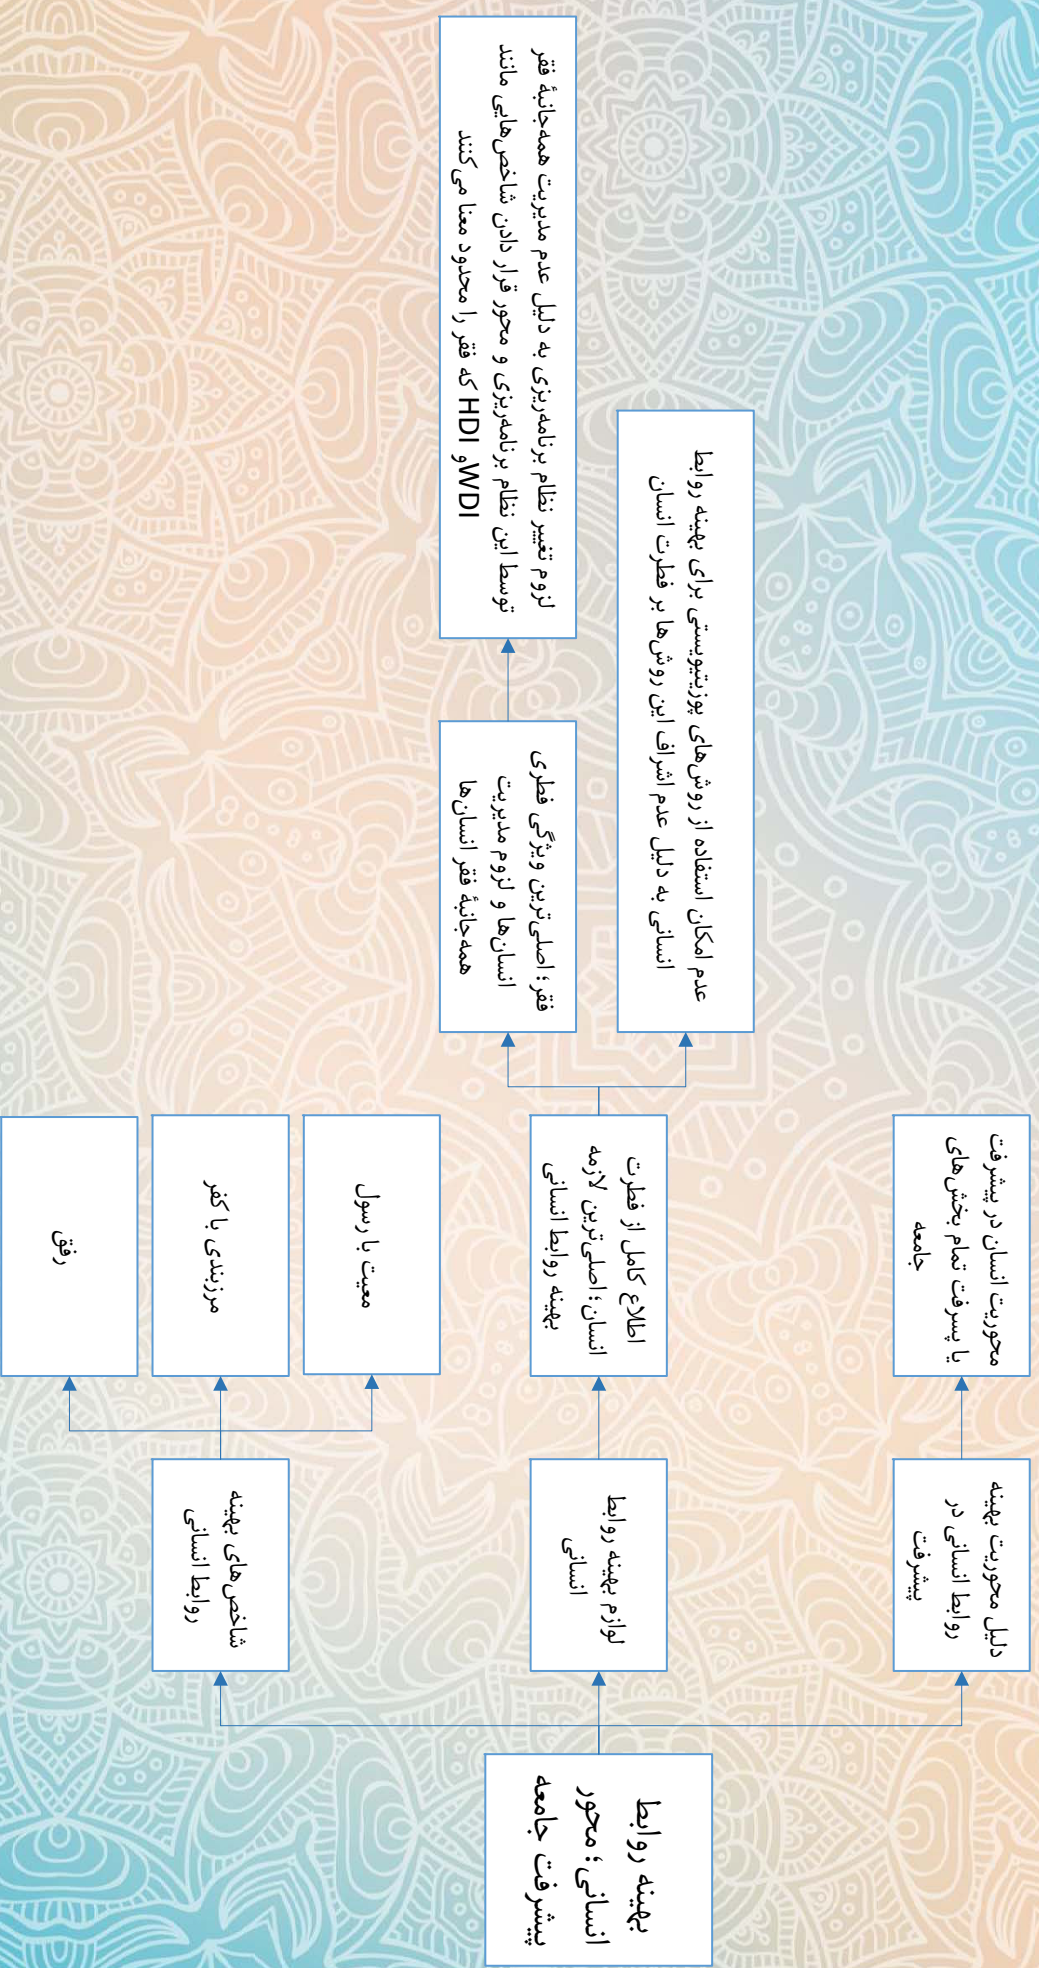 بهینه روابط
انسانی؛ محور
پیشرفت جامعه
دلیل محوریت بهینه
روابط انسانی در
پیشرفت
محوریت انسان در پیشرفت
یا پسرفت تمام بخش‌های
جامعه
لوازم بهینه روابط
انسانی
اطلاع کامل از فطرت
انسان؛ اصلی‌ترین لازمه
بهینه روابط انسانی
عدم امکان استفاده از روش‌های پوزیتیویستی برای بهینه روابط
انسانی به دلیل عدم اشراف این روش‌ها بر فطرت انسان
فقر؛ اصلی‌ترین ویژگی فطری
انسان‌ها و لزوم مدیریت
همه‌جانبهٔ فقر انسان‌ها
لزوم تغییر نظام برنامه‌ریزی به دلیل عدم مدیریت همه‌جانبهٔ فقر
توسط این نظام برنامه‌ریزی و محور قرار دادن شاخص‌هایی مانند
WDI و HDI که فقر را محدود معنا می‌کنند
شاخص‌های بهینه
روابط انسانی
معیت با رسول
مرزبندی با کفر
رفق